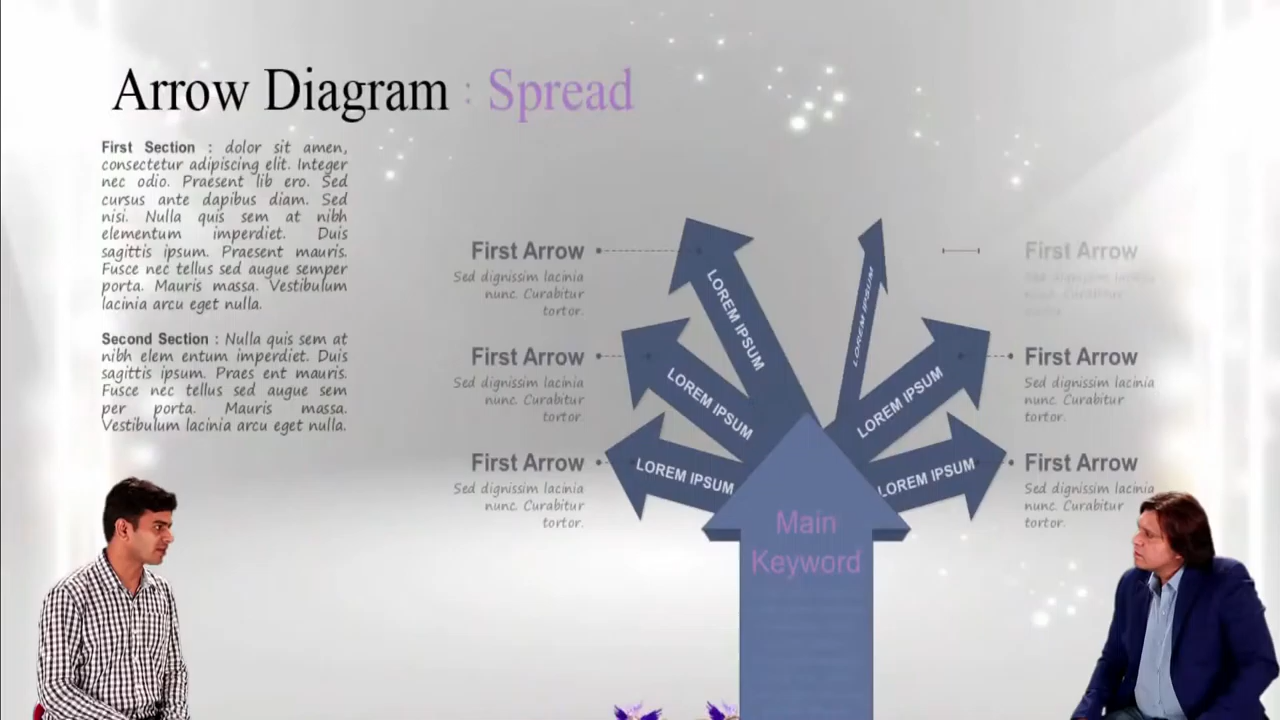 Arrow Diagram : Spread
First Section : dolor sit amen,
consectetur adipiscing elit. Integer
nec odio. Praesent lib ero. Sed
cursus ante dapibus diam. Sed
nisi. Nulla quis sem at nibh
elementum imperdiet. Duis
sagittis ipsum. Praesent mauris.
Fusce nec tellus sed augue semper
porta. Mauris massa. Vestibulum
lacinia arcu eget nulla.
Second Section : Nulla quis sem at
nibh elem entum imperdiet. Duis
sagittis ipsum. Praes ent mauris.
Fusce nec tellus sed augue sem
per porta. Mauris massa.
Vestibulum lacinia arcu eget nulla.
First Arrow
Sed dignissim lacinia
nunc. Curabitur
tortor.
First Arrow
Sed dignissim lacinia
nunc. Curabitur
tortor.
First Arrow
Sed dignissim lacinia
nunc. Curabitur
tortor.
LOREM IPSUM
LOREM IPSUM
LOREM IPSUM
LOREM IPSUM
LOREM IPSUM
LOREM IPSUM
Main
Keyword
First Arrow
First Arrow
Sed dignissim lacinia
nunc. Curabitur
tortor.
First Arrow
Sed dignissim lacinia
nunc. Curabitur
tortor.